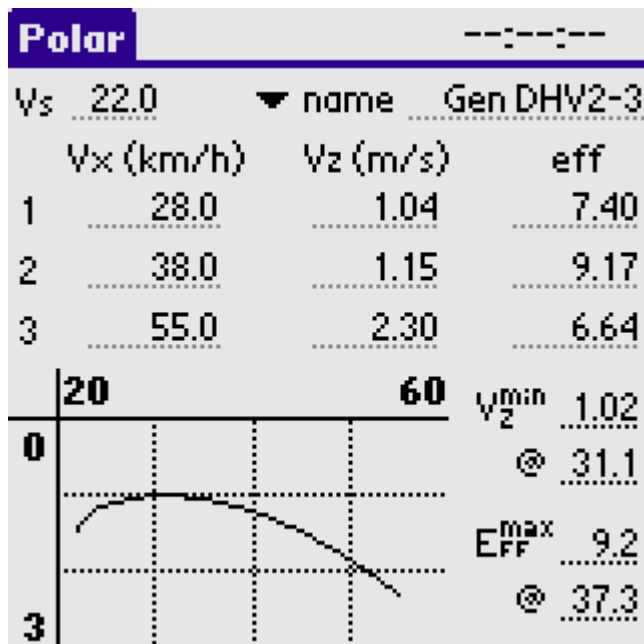 Polar --:--:--
Vs 22.0 name Gen DHV2-3
Vx (km/h) Vz (m/s) eff
1 28.0 1.04 7.40
2 38.0 1.15 9.17
3 55.0 2.30 6.64
20 60
0
3
Vzmin 1.02
@ 31.1
EFFmax 9.2
@ 37.3